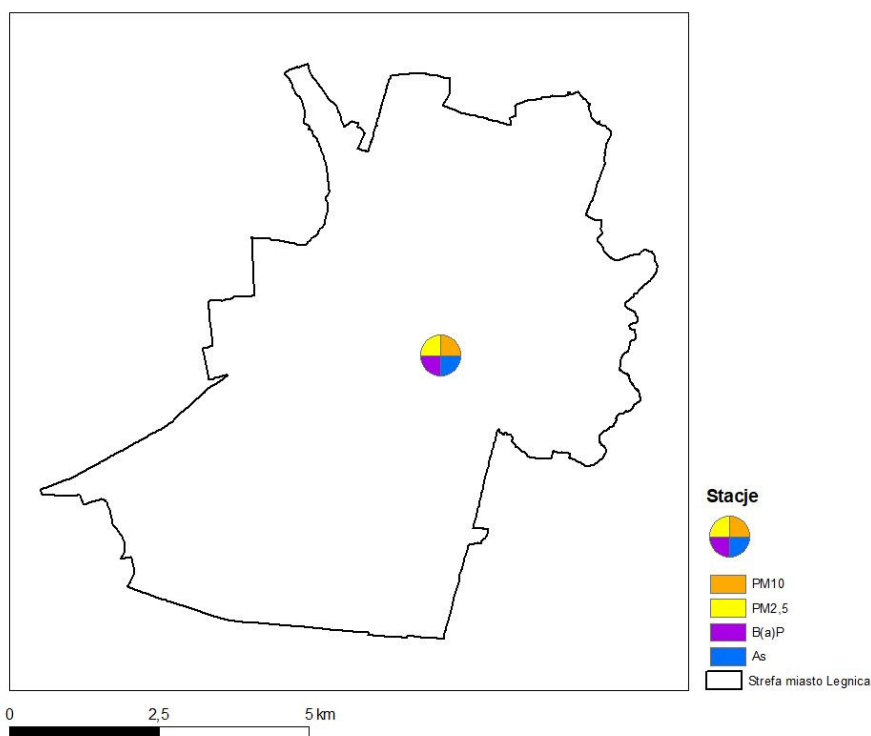 Stacje
PM10
PM2,5
B(a)P
As
Strefa miasto Legnica
0 2,5 5 km